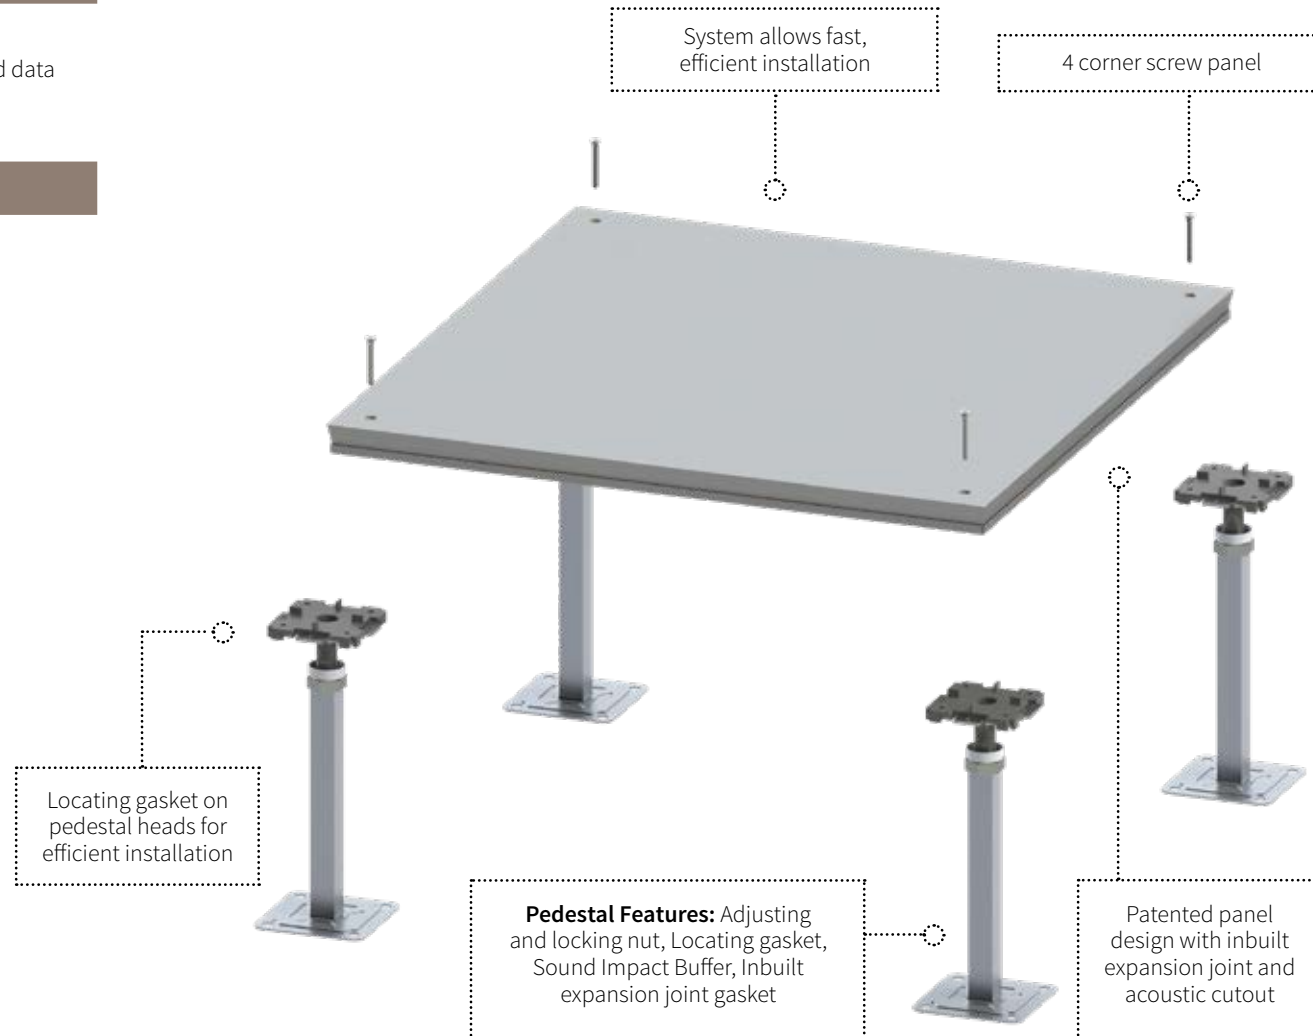 d data
System allows fast,
efficient installation
4 corner screw panel
Locating gasket on
pedestal heads for
efficient installation
Pedestal Features: Adjusting
and locking nut, Locating gasket,
Sound Impact Buffer, Inbuilt
expansion joint gasket
Patented panel
design with inbuilt
expansion joint and
acoustic cutout